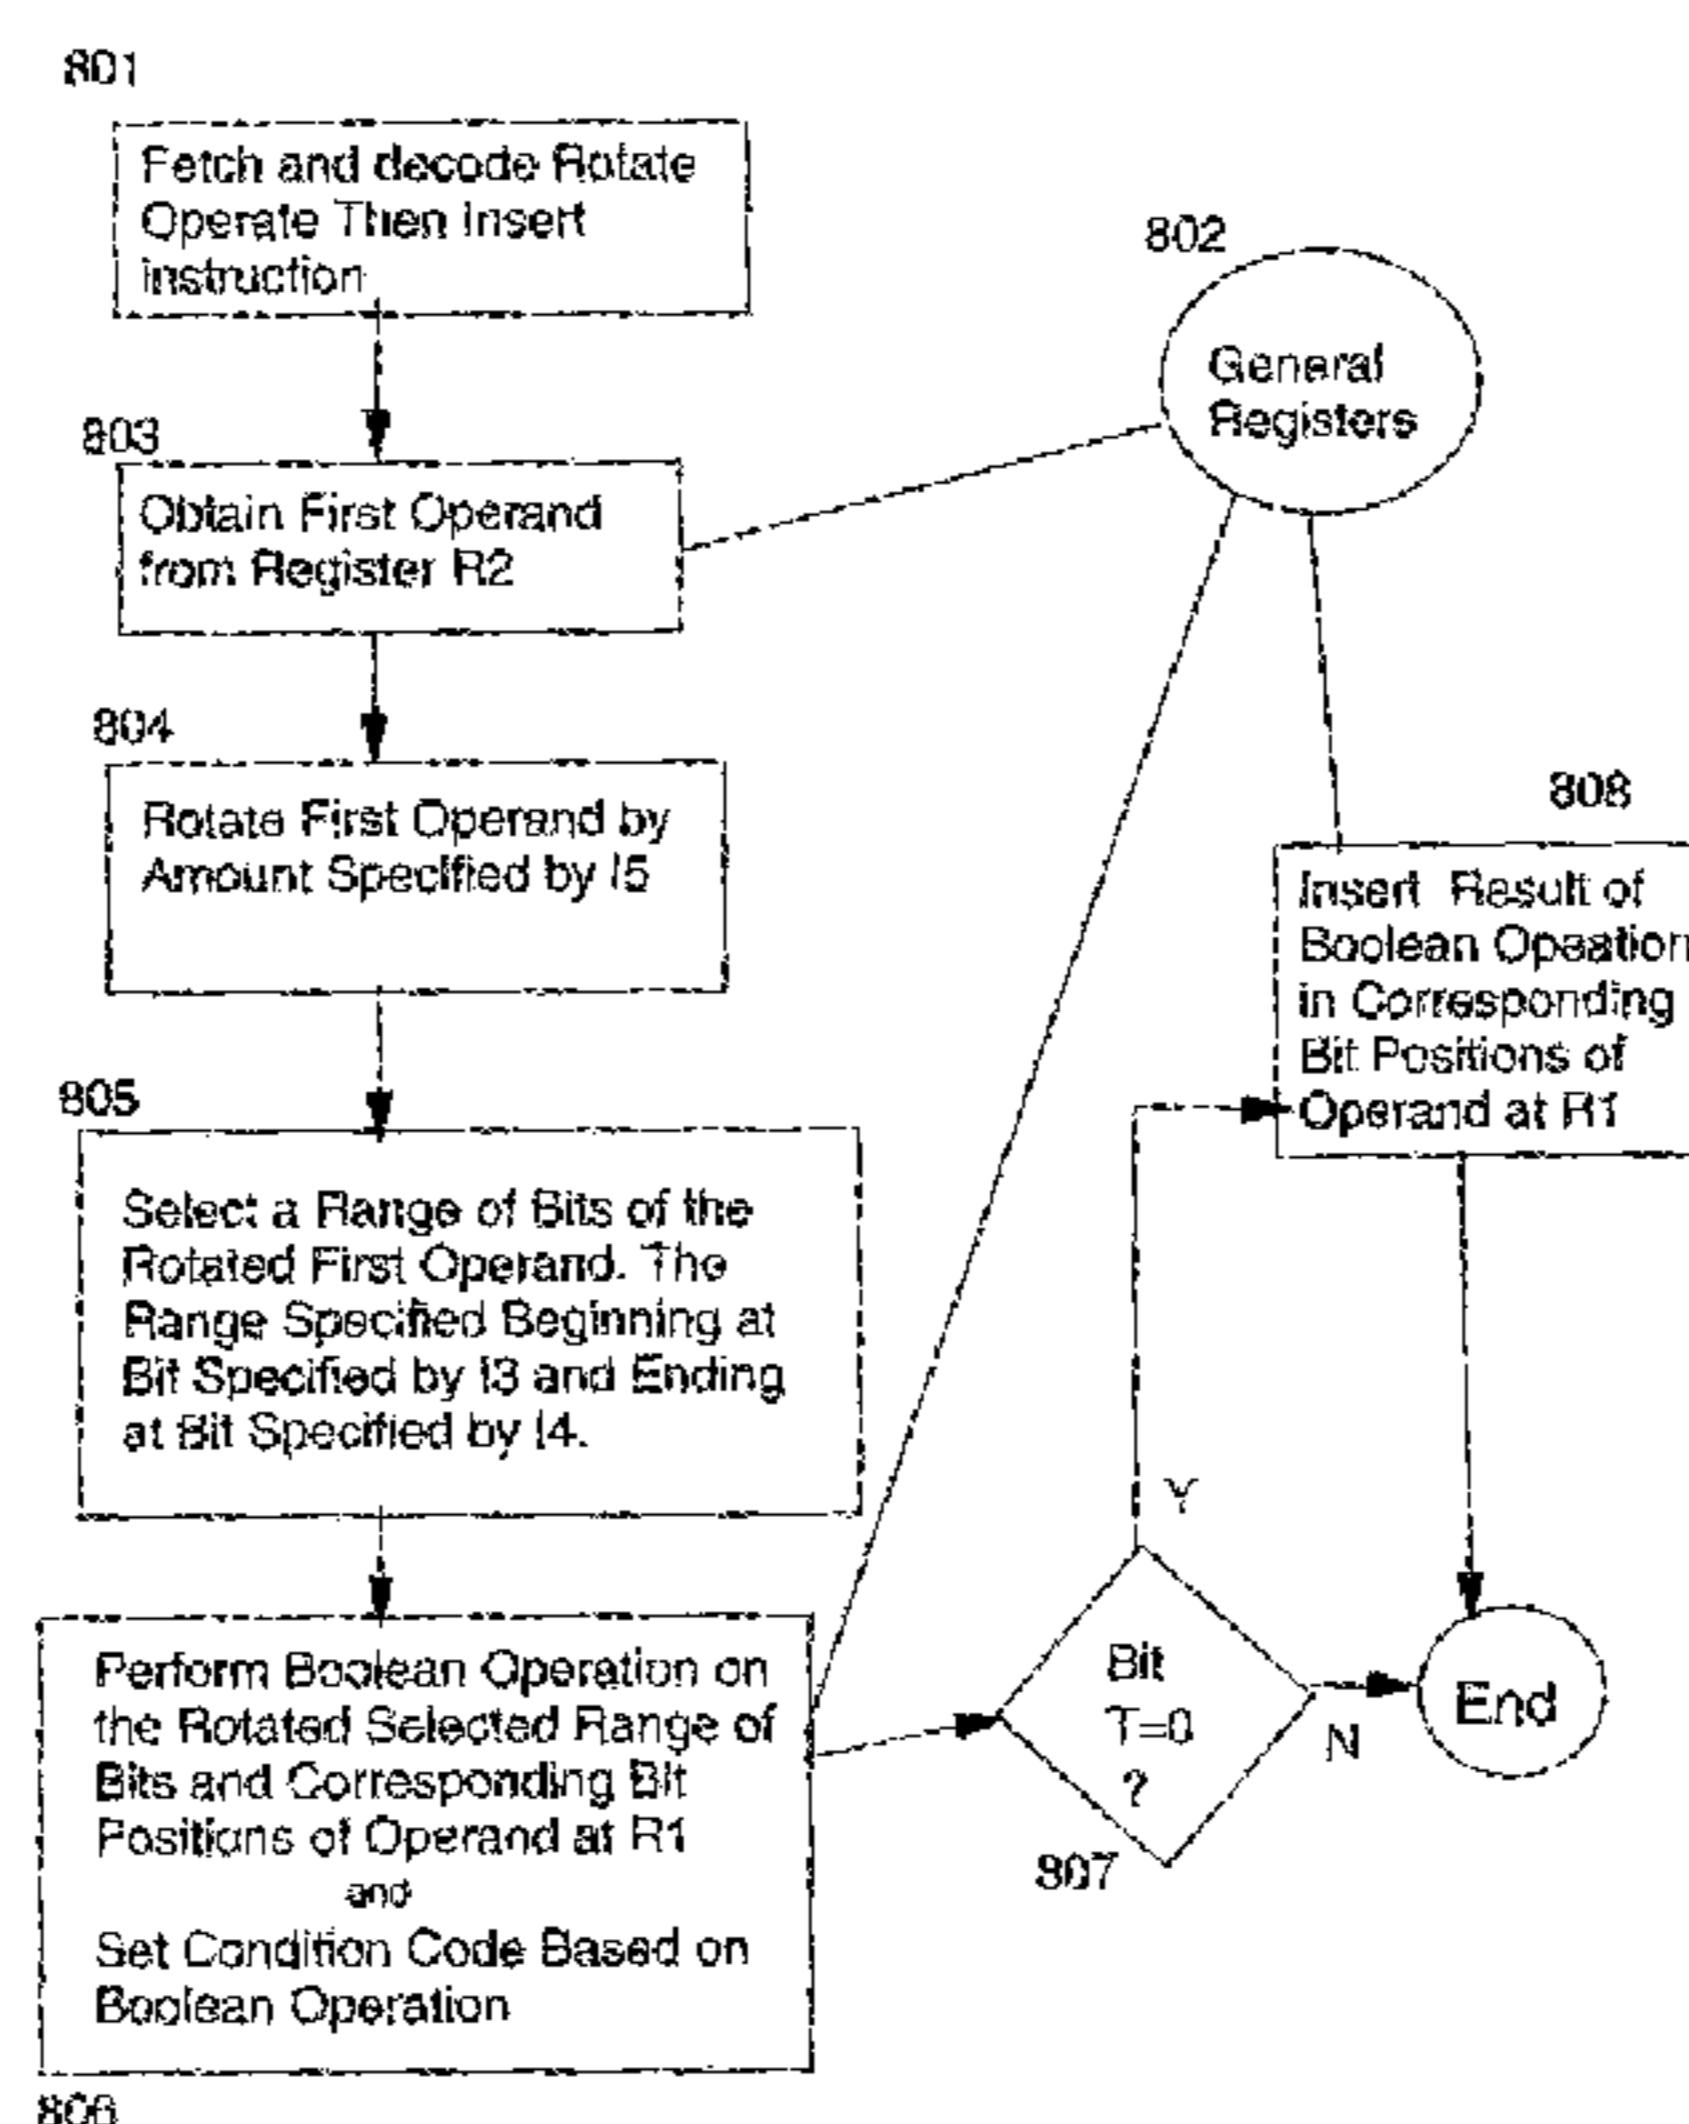 801
Fetch and decode Rotate
Operate Then Insert
instruction
802
General
Registers
803
Obtain First Operand
from Register R2
804
Rotate First Operand by
Amount Specified by I5
805
Select a Range of Bits of the
Rotated First Operand. The
Range Specified Beginning at
Bit Specified by I3 and Ending
at Bit Specified by I4.
806
Perform Boolean Operation on
the Rotated Selected Range of
Bits and Corresponding Bit
Positions of Operand at R1
and
Set Condition Code Based on
Boolean Operation
807
Bit
T=0
?
Y
N
808
Insert Result of
Boolean Opeation
in Corresponding
Bit Positions of
Operand at R1
End